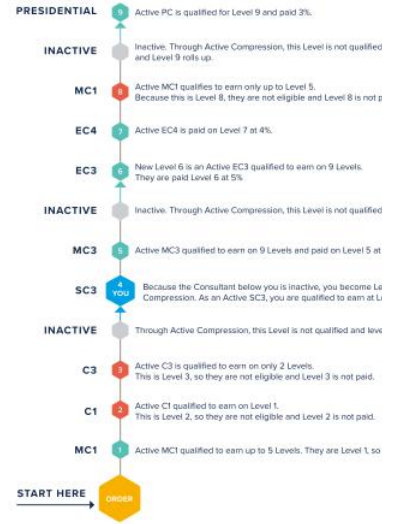 PRESIDENTIAL
9
Active PC is qualified for Level 9 and paid 3%.
INACTIVE
Inactive. Through Active Compression, this Level is not qualified
and Level 9 rolls up.
MC1
8
Active MC1 qualifies to earn only up to Level 5.
Because this is Level 8, they are not eligible and Level 8 is not p
EC4
7
Active EC4 is paid on Level 7 at 4%.
EC3
6
New Level 6 is an Active EC3 qualified to earn on 9 Levels.
They are paid Level 6 at 5%
INACTIVE
Inactive. Through Active Compression, this Level is not qualified
MC3
5
Active MC3 qualified to earn on 9 Levels and paid on Level 5 at
SC3
4
YOU
Because the Consultant below you is inactive, you become Le
Compression. As an Active SC3, you are qualified to earn at L
INACTIVE
Through Active Compression, this Level is not qualified and leve
C3
3
Active C3 is qualified to earn on only 2 Levels.
This is Level 3, so they are not eligible and Level 3 is not paid.
C1
2
Active C1 qualified to earn on Level 1.
This is Level 2, so they are not eligible and Level 2 is not paid.
MC1
1
Active MC1 qualified to earn up to 5 Levels. They are Level 1, so
START HERE
ORDER